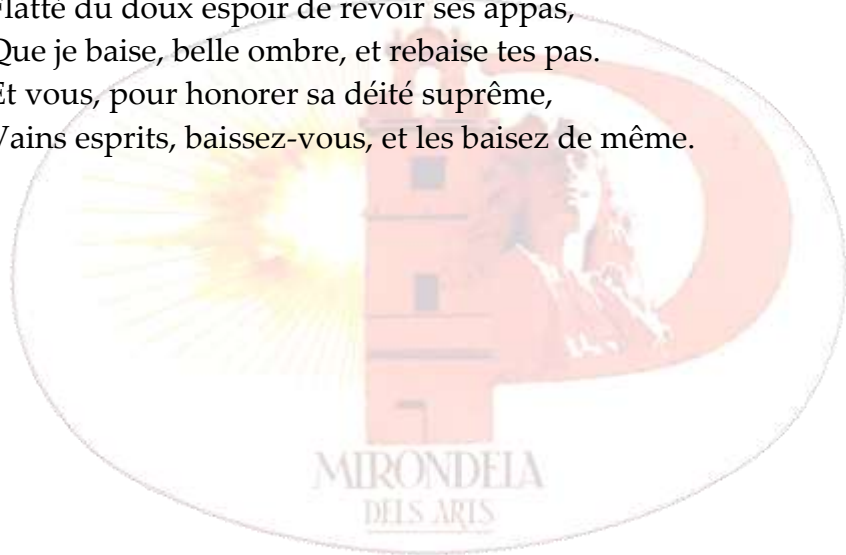 Flatté du doux espoir de revoir ses appas,
Que je baise, belle ombre, et rebaise tes pas.
Et vous, pour honorer sa déité suprême,
Vains esprits, baissez-vous, et les baisez de même.
MIRONDELA
DELS ARTS